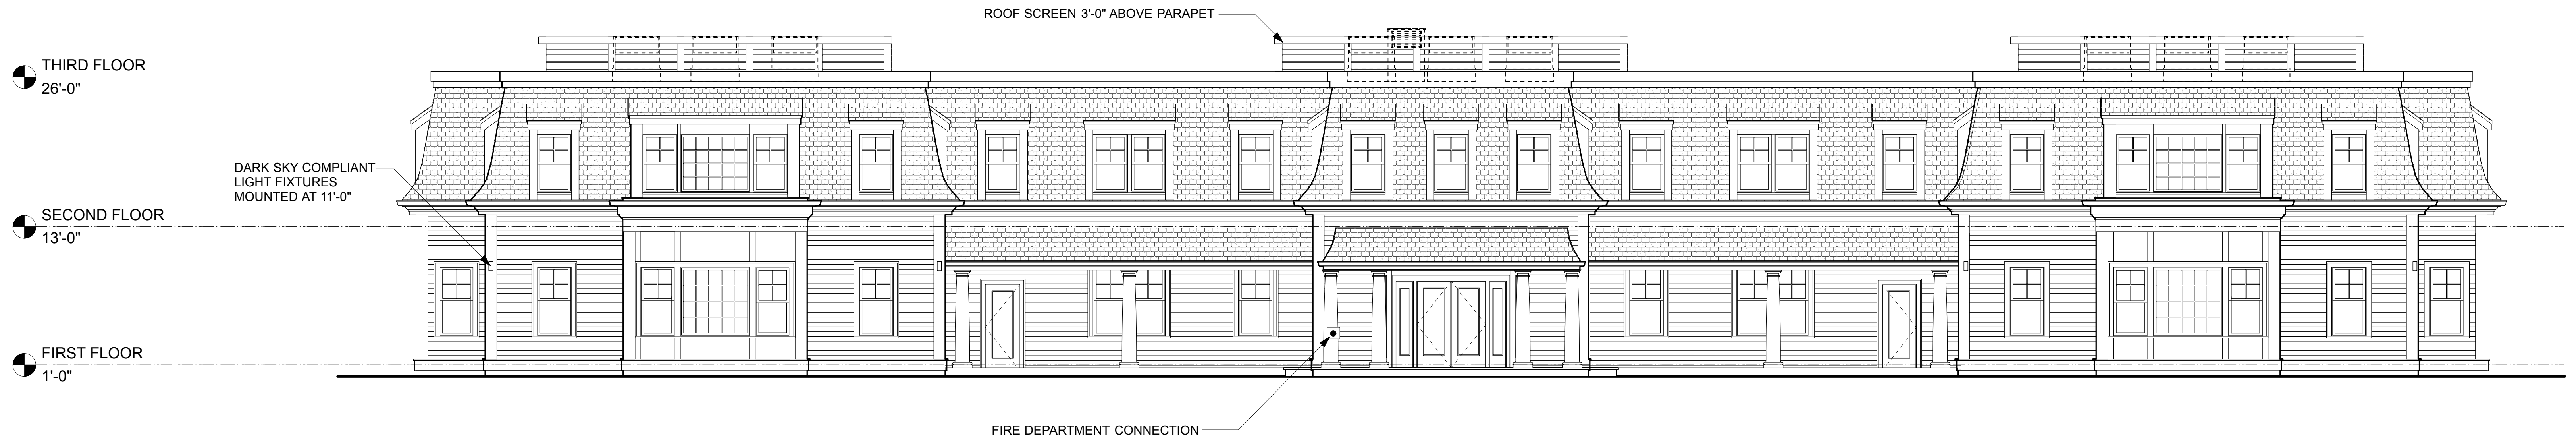 ROOF SCREEN 3'-0" ABOVE PARAPET
THIRD FLOOR
26'-0"
DARK SKY COMPLIANT
LIGHT FIXTURES
MOUNTED AT 11'-0"
SECOND FLOOR
13'-0"
FIRST FLOOR
1'-0"
FIRE DEPARTMENT CONNECTION